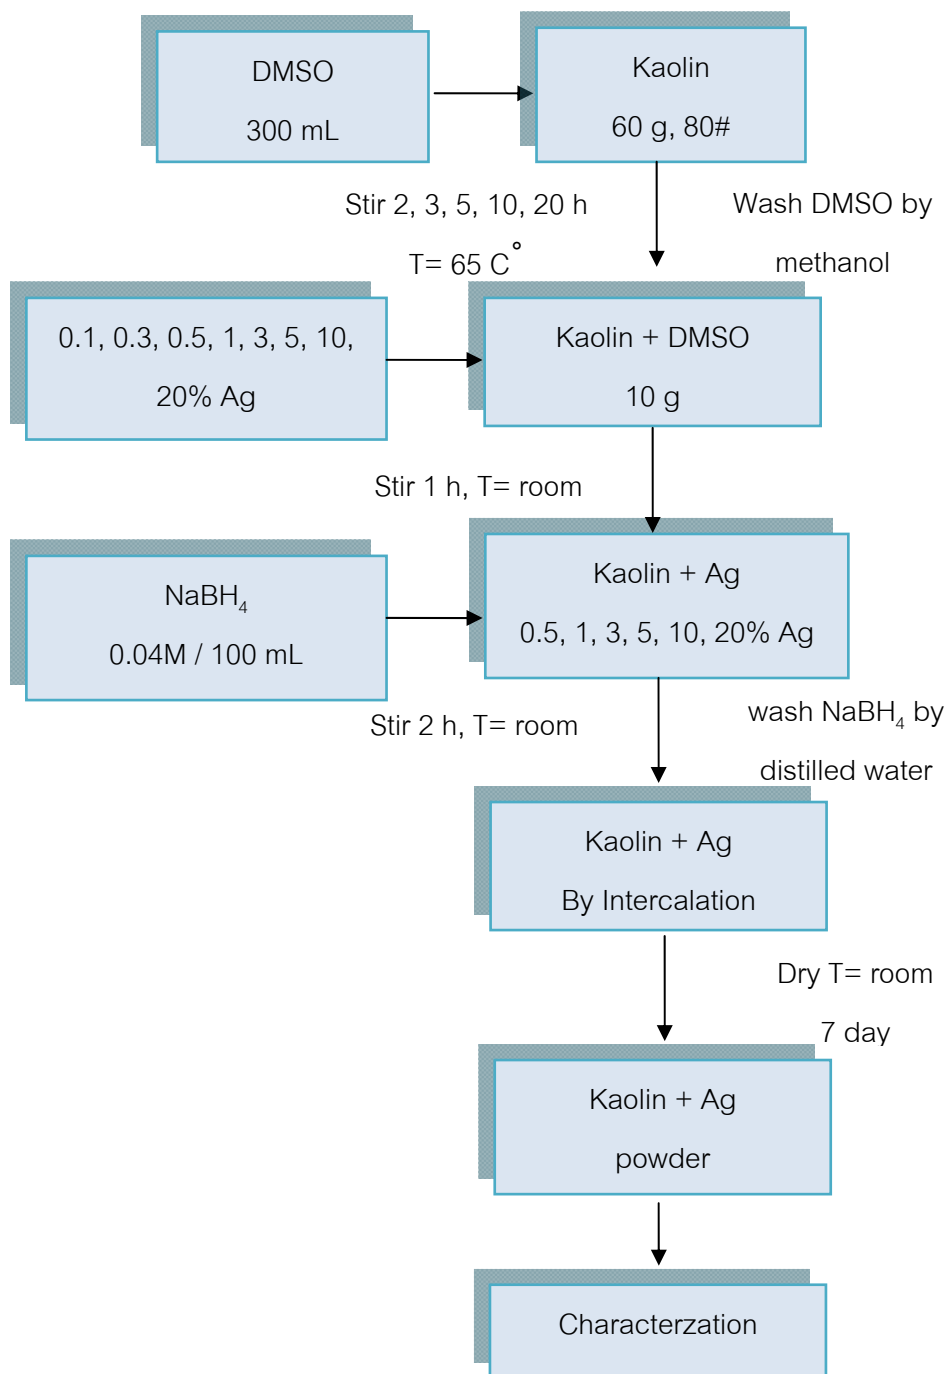 DMSO
300 mL
Kaolin
60 g, 80#
Stir 2, 3, 5, 10, 20 h
T= 65 C°
Wash DMSO by
methanol
0.1, 0.3, 0.5, 1, 3, 5, 10,
20% Ag
Kaolin + DMSO
10 g
Stir 1 h, T= room
NaBH₄
0.04M / 100 mL
Kaolin + Ag
0.5, 1, 3, 5, 10, 20% Ag
Stir 2 h, T= room
wash NaBH₄ by
distilled water
Kaolin + Ag
By Intercalation
Dry T= room
7 day
Kaolin + Ag
powder
Characterzation